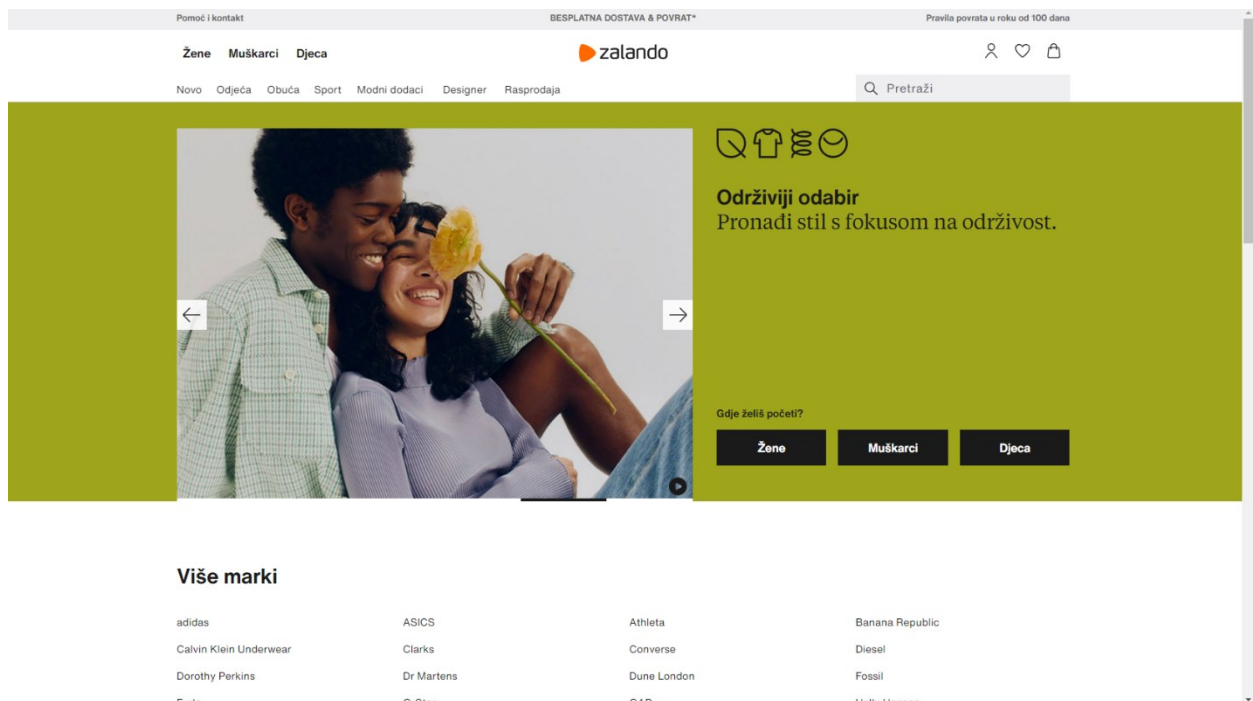 Pomoć i kontakt
BESPLATNA DOSTAVA & POVRAT*
Pravila povrata u roku od 100 dana
Žene Muškarci Djeca
zalando
Novo Odjeća Obuća Sport Modni dodaci Designer Rasprodaja
Pretraži
Održiviji odabir
Pronađi stil s fokusom na održivost.
Gdje želiš početi?
Žene Muškarci Djeca
Više marki
adidas ASICS Athleta Banana Republic
Calvin Klein Underwear Clarks Converse Diesel
Dorothy Perkins Dr Martens Dune London Fossil